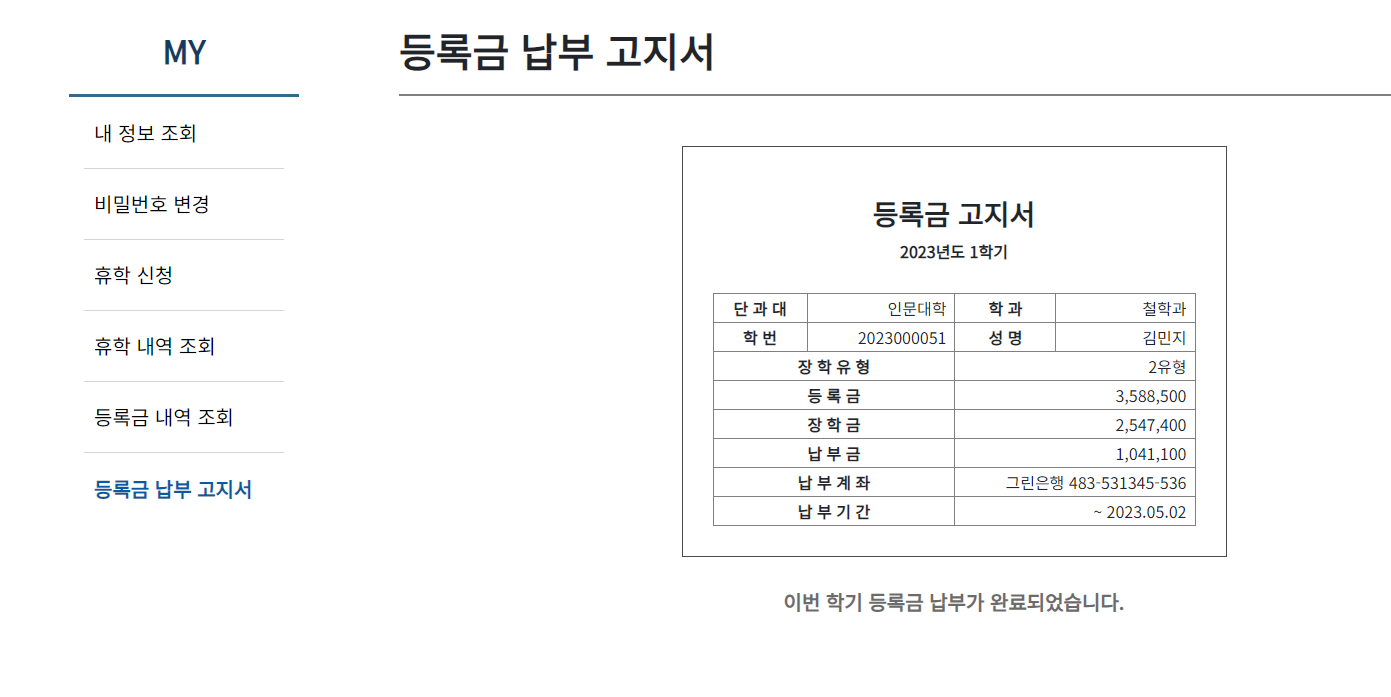 MY
내 정보 조회
비밀번호 변경
휴학 신청
휴학 내역 조회
등록금 내역 조회
등록금 납부 고지서
등록금 납부 고지서
등록금 고지서
2023년도 1학기
단 과 대 인문대학 학 과 철학과
학 번 2023000051 성 명 김민지
장 학 유 형 2유형
등 록 금 3,588,500
장 학 금 2,547,400
납 부 금 1,041,100
납 부 계 좌 그린은행 483-531345-536
납 부 기 간 ~ 2023.05.02
이번 학기 등록금 납부가 완료되었습니다.